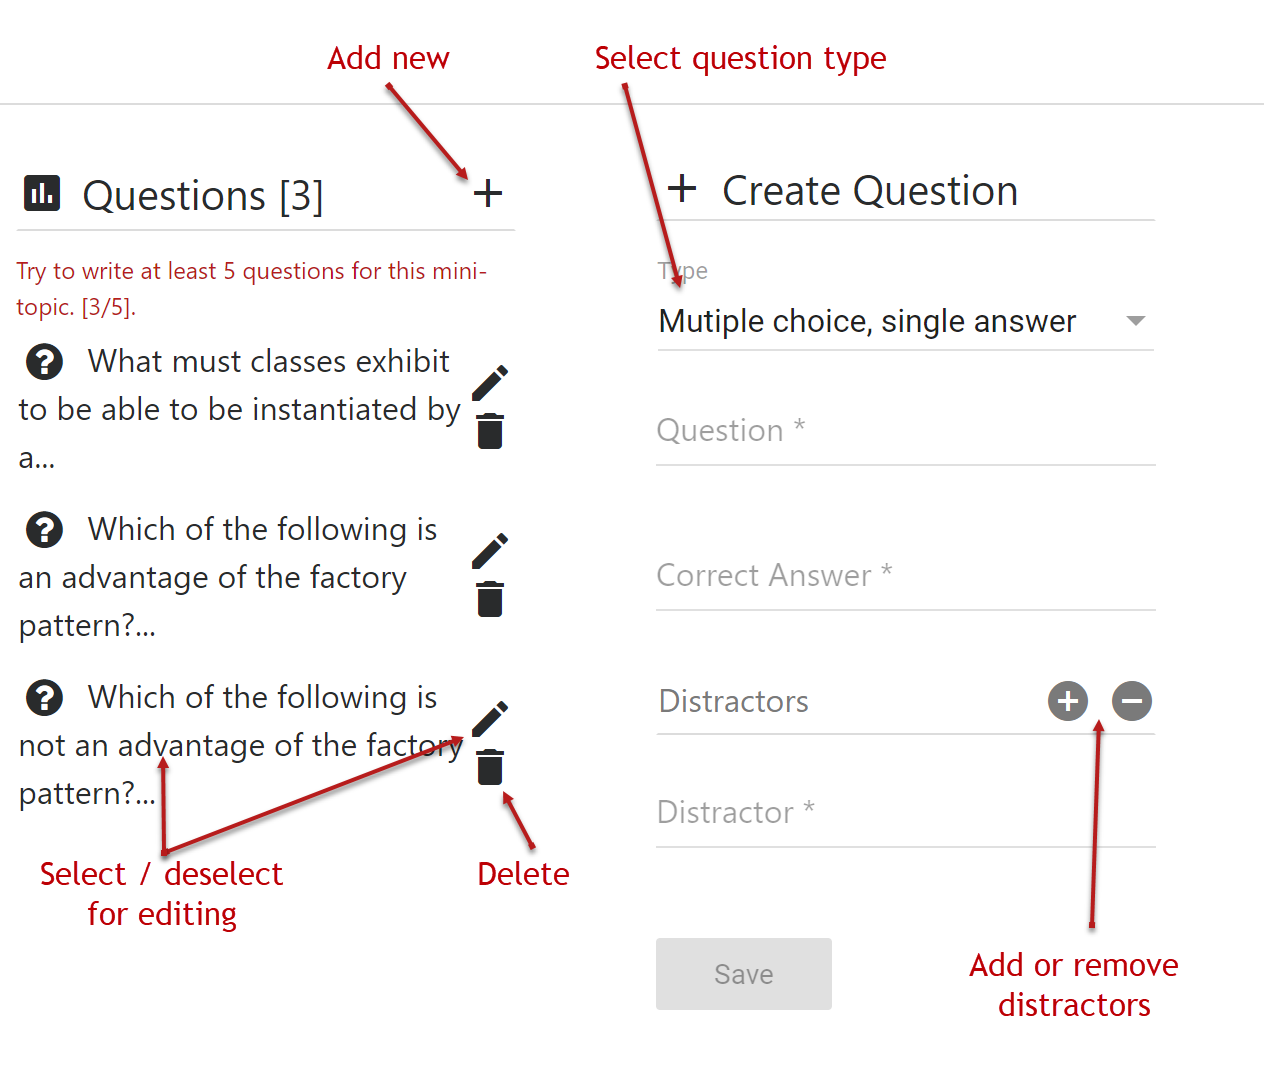 Add new
Select question type
Questions [3]
Create Question
Try to write at least 5 questions for this mini-
topic. [3/5].
What must classes exhibit
to be able to be instantiated by
a...
Which of the following is
an advantage of the factory
pattern?...
Which of the following is
not an advantage of the factory
pattern?...
Select / deselect
for editing
Delete
Type
Mutiple choice, single answer
Question *
Correct Answer *
Distractors
Distractor *
Save
Add or remove
distractors